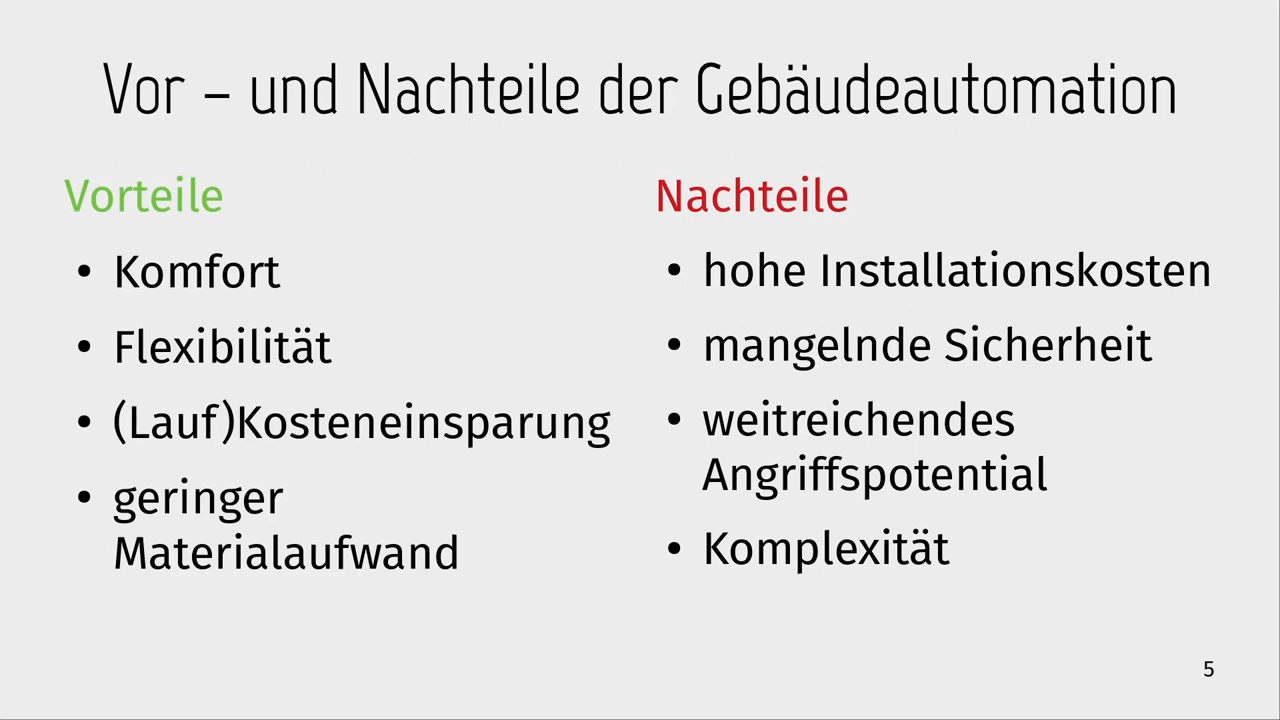 Vor – und Nachteile der Gebäudeautomation
Vorteile
• Komfort
• Flexibilität
• (Lauf)Kosteneinsparung
• geringer
Materialaufwand
Nachteile
• hohe Installationskosten
• mangelnde Sicherheit
• weitreichendes
Angriffspotential
• Komplexität
5